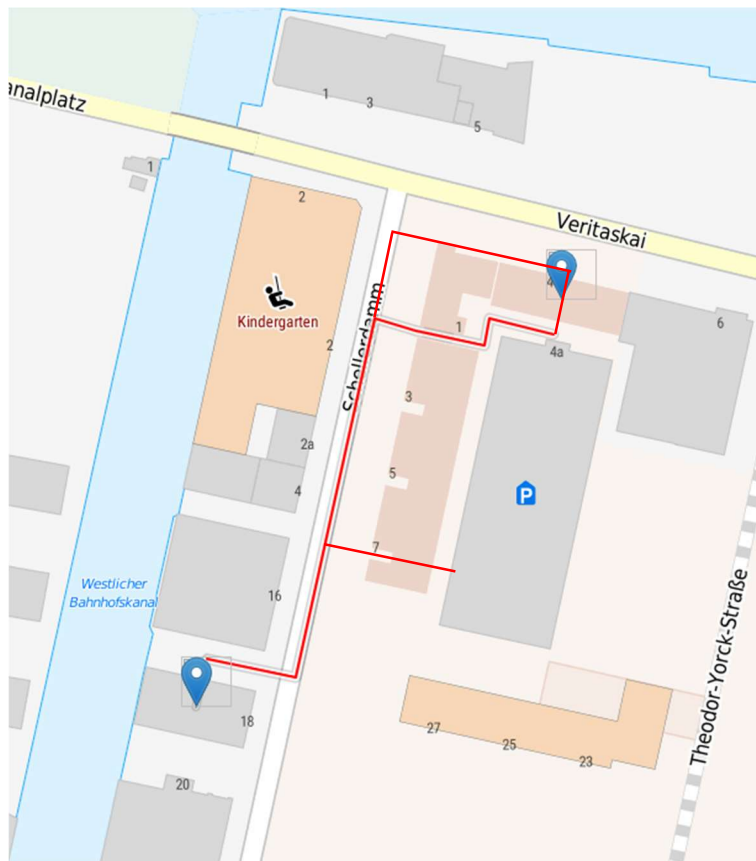 analplatz
1
3
5
1
2
Veritaskai
4
Kindergarten
1
6
2
Schellerdamm
4a
3
2a
5
4
P
7
Westlicher
Bahnhofskanal
16
Theodor-Yorck-Straße
18
27
25
23
20